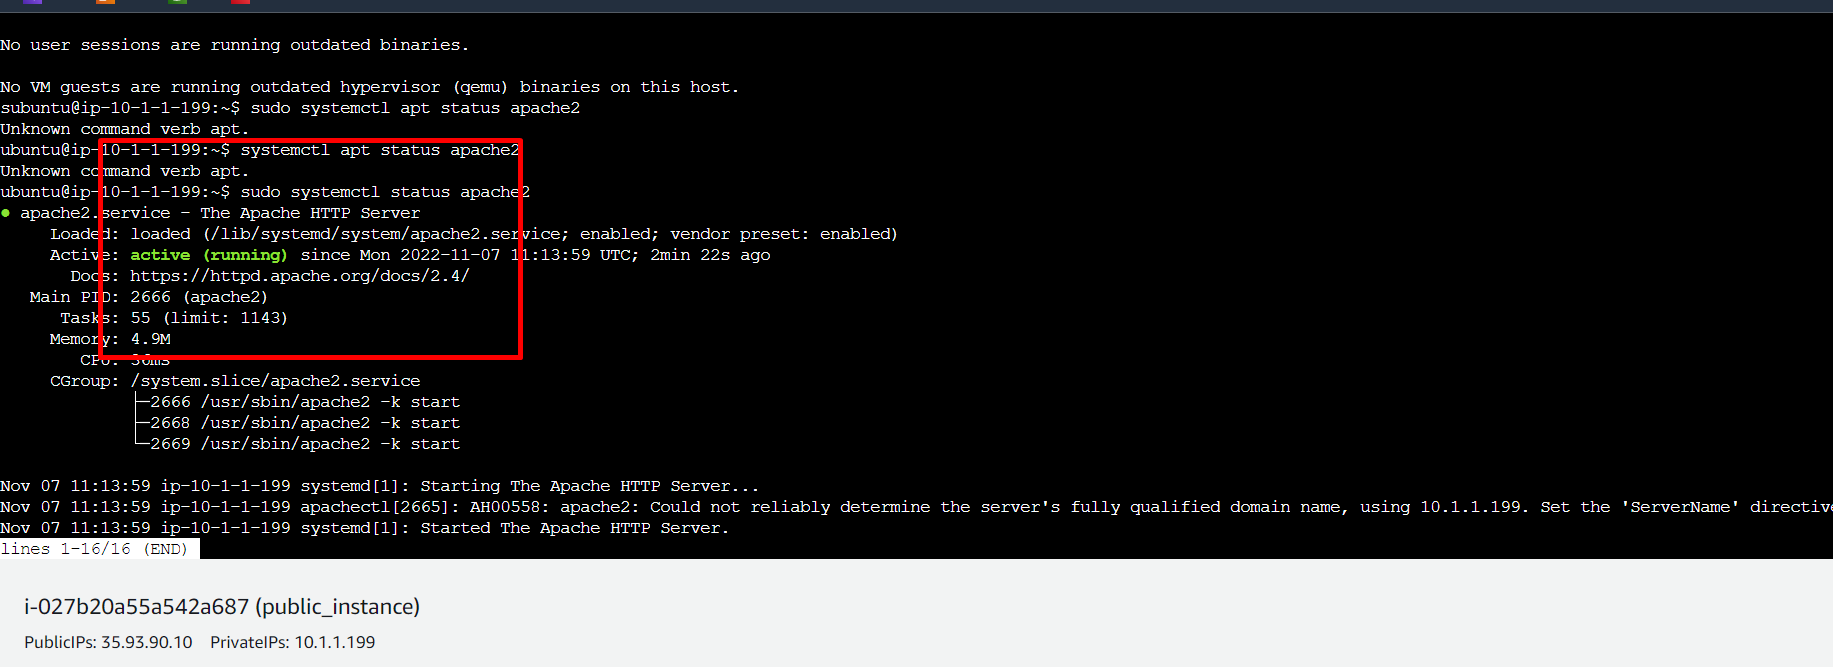 No user sessions are running outdated binaries.
No VM guests are running outdated hypervisor (qemu) binaries on this host.
subuntu@ip-10-1-1-199:~$ sudo systemctl apt status apache2
Unknown command verb apt.
ubuntu@ip-10-1-1-199:~$ systemctl apt status apache2
Unknown command verb apt.
ubuntu@ip-10-1-1-199:~$ sudo systemctl status apache2
● apache2.service - The Apache HTTP Server
Loaded: loaded (/lib/systemd/system/apache2.service; enabled; vendor preset: enabled)
Active: active (running) since Mon 2022-11-07 11:13:59 UTC; 2min 22s ago
Docs: https://httpd.apache.org/docs/2.4/
Main PID: 2666 (apache2)
Tasks: 55 (limit: 1143)
Memory: 4.9M
CPU: 36ms
CGroup: /system.slice/apache2.service
├─2666 /usr/sbin/apache2 -k start
├─2668 /usr/sbin/apache2 -k start
└─2669 /usr/sbin/apache2 -k start
Nov 07 11:13:59 ip-10-1-1-199 systemd[1]: Starting The Apache HTTP Server...
Nov 07 11:13:59 ip-10-1-1-199 apachectl[2665]: AH00558: apache2: Could not reliably determine the server's fully qualified domain name, using 10.1.1.199. Set the 'ServerName' directive
Nov 07 11:13:59 ip-10-1-1-199 systemd[1]: Started The Apache HTTP Server.
lines 1-16/16 (END)
i-027b20a55a542a687 (public_instance)
PublicIPs: 35.93.90.10 PrivateIPs: 10.1.1.199